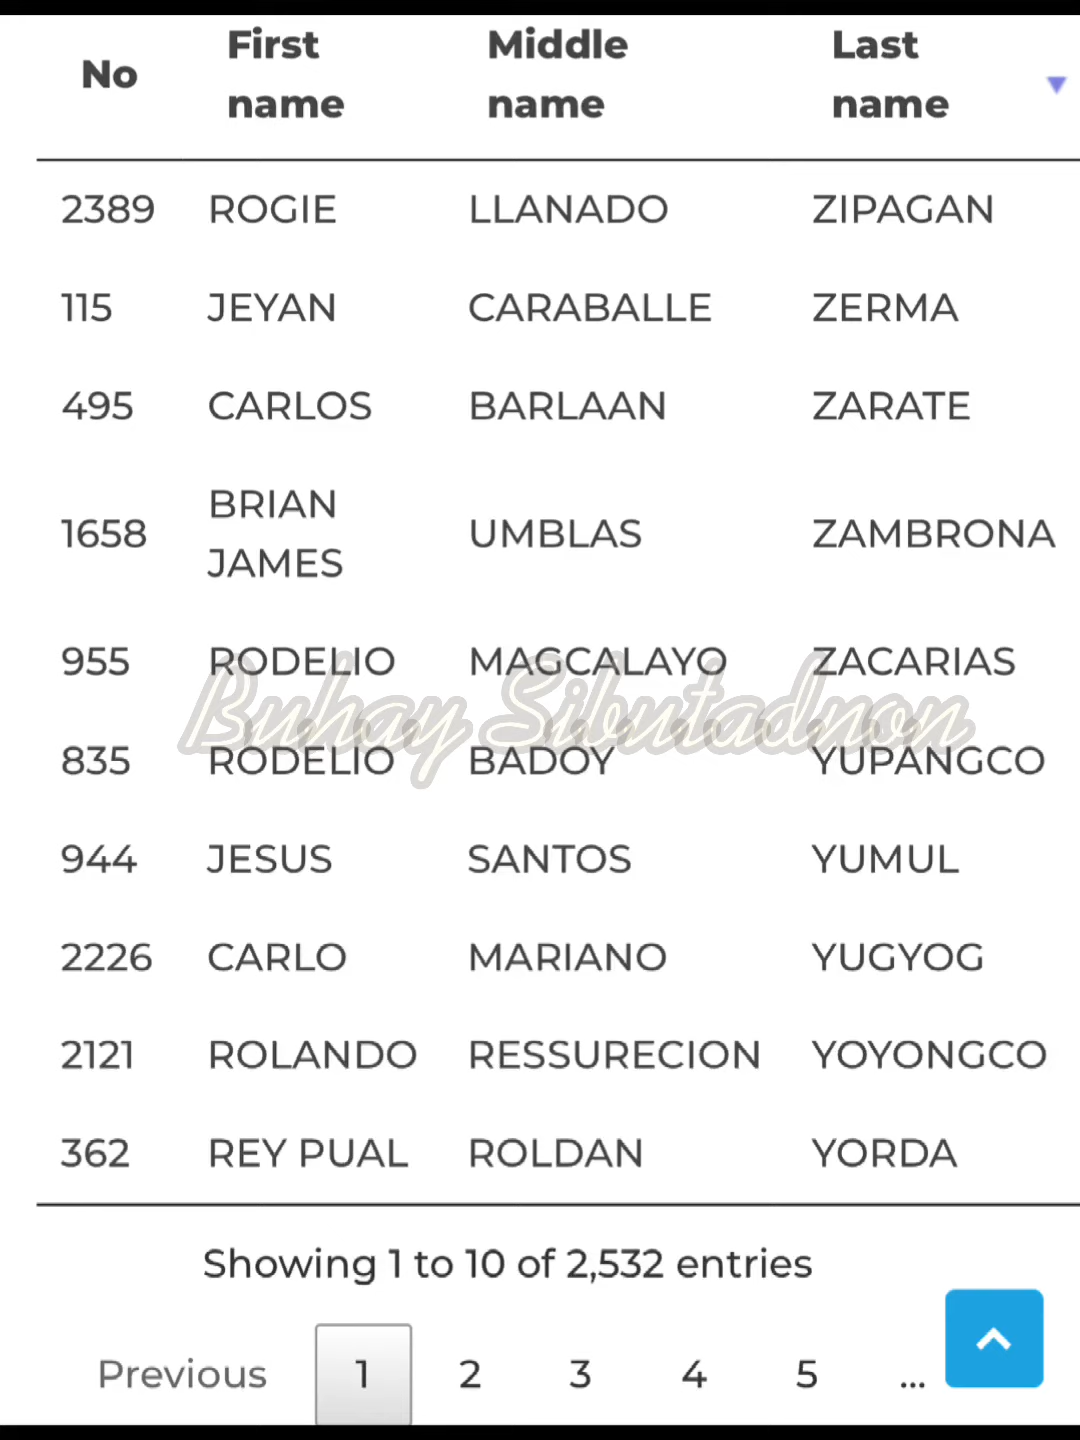 No First name Middle name Last name
2389 ROGIE LLANADO ZIPAGAN
115 JEYAN CARABALLE ZERMA
495 CARLOS BARLAAN ZARATE
1658 BRIAN JAMES UMBLAS ZAMBRONA
955 RODELIO MAGCALAYO ZACARIAS
Buhay Sibutadnon
835 RODELIO BADOY YUPANGCO
944 JESUS SANTOS YUMUL
2226 CARLO MARIANO YUGYOG
2121 ROLANDO RESSURECION YOYONGCO
362 REY PUAL ROLDAN YORDA
Showing 1 to 10 of 2,532 entries
Previous 1 2 3 4 5 ...